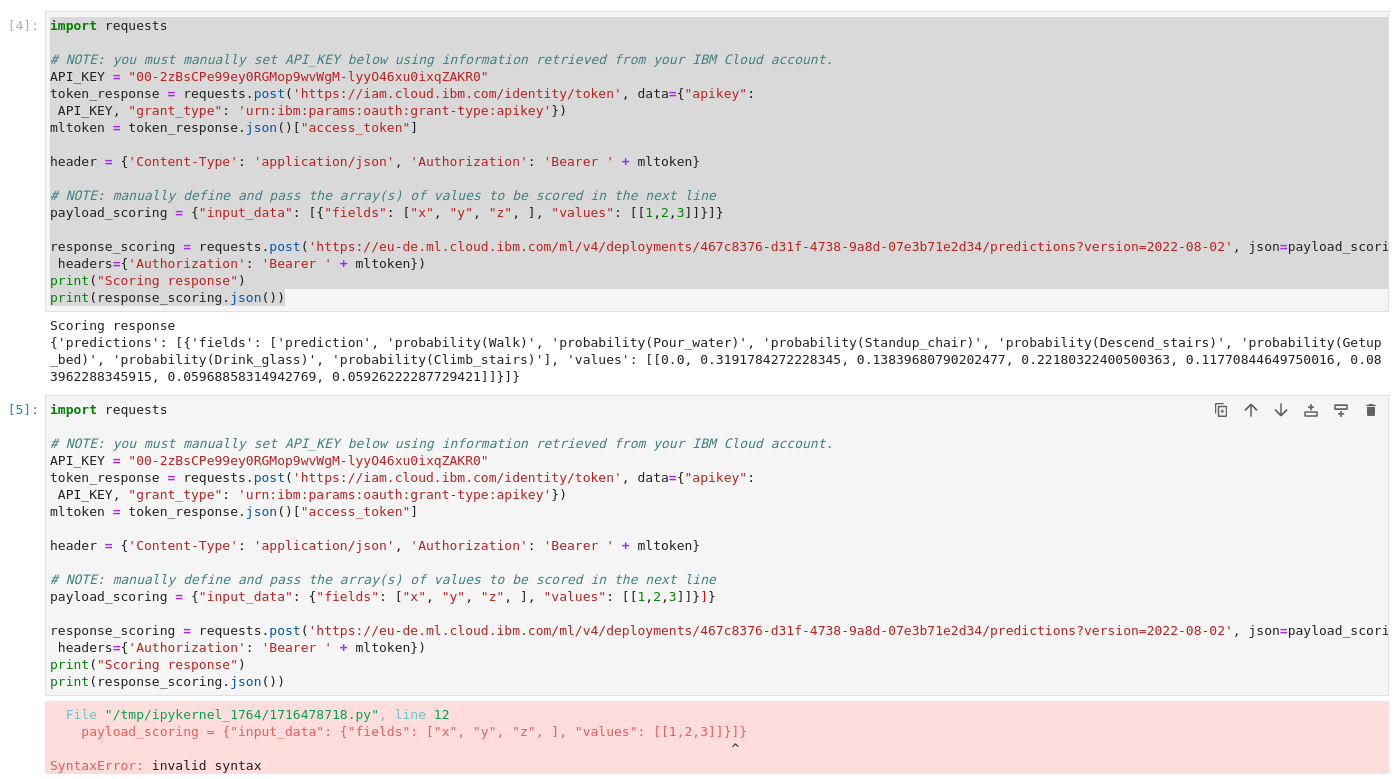 [4]:
import requests
# NOTE: you must manually set API_KEY below using information retrieved from your IBM Cloud account.
API_KEY = "00-2zBsCPe99ey0RGMop9wvWgM-lyyO46xu0ixqZAKR0"
token_response = requests.post('https://iam.cloud.ibm.com/identity/token', data={"apikey":
 API_KEY, "grant_type": 'urn:ibm:params:oauth:grant-type:apikey'})
mltoken = token_response.json()["access_token"]
header = {'Content-Type': 'application/json', 'Authorization': 'Bearer ' + mltoken}
# NOTE: manually define and pass the array(s) of values to be scored in the next line
payload_scoring = {"input_data": [{"fields": ["x", "y", "z", ], "values": [[1,2,3]]}]}
response_scoring = requests.post('https://eu-de.ml.cloud.ibm.com/ml/v4/deployments/467c8376-d31f-4738-9a8d-07e3b71e2d34/predictions?version=2022-08-02', json=payload_scori
 headers={'Authorization': 'Bearer ' + mltoken})
print("Scoring response")
print(response_scoring.json())
Scoring response
{'predictions': [{'fields': ['prediction', 'probability(Walk)', 'probability(Pour_water)', 'probability(Standup_chair)', 'probability(Descend_stairs)', 'probability(Getup
_bed)', 'probability(Drink_glass)', 'probability(Climb_stairs)'], 'values': [[0.0, 0.3191784272228345, 0.13839680790202477, 0.22180322400500363, 0.11770844649750016, 0.08
3962288345915, 0.05968858314942769, 0.05926222287729421]]}]}
[5]:
import requests
# NOTE: you must manually set API_KEY below using information retrieved from your IBM Cloud account.
API_KEY = "00-2zBsCPe99ey0RGMop9wvWgM-lyyO46xu0ixqZAKR0"
token_response = requests.post('https://iam.cloud.ibm.com/identity/token', data={"apikey":
 API_KEY, "grant_type": 'urn:ibm:params:oauth:grant-type:apikey'})
mltoken = token_response.json()["access_token"]
header = {'Content-Type': 'application/json', 'Authorization': 'Bearer ' + mltoken}
# NOTE: manually define and pass the array(s) of values to be scored in the next line
payload_scoring = {"input_data": {"fields": ["x", "y", "z", ], "values": [[1,2,3]]}]}
response_scoring = requests.post('https://eu-de.ml.cloud.ibm.com/ml/v4/deployments/467c8376-d31f-4738-9a8d-07e3b71e2d34/predictions?version=2022-08-02', json=payload_scori
 headers={'Authorization': 'Bearer ' + mltoken})
print("Scoring response")
print(response_scoring.json())
File "/tmp/ipykernel_1764/1716478718.py", line 12
payload_scoring = {"input_data": {"fields": ["x", "y", "z", ], "values": [[1,2,3]]}]}
^
SyntaxError: invalid syntax